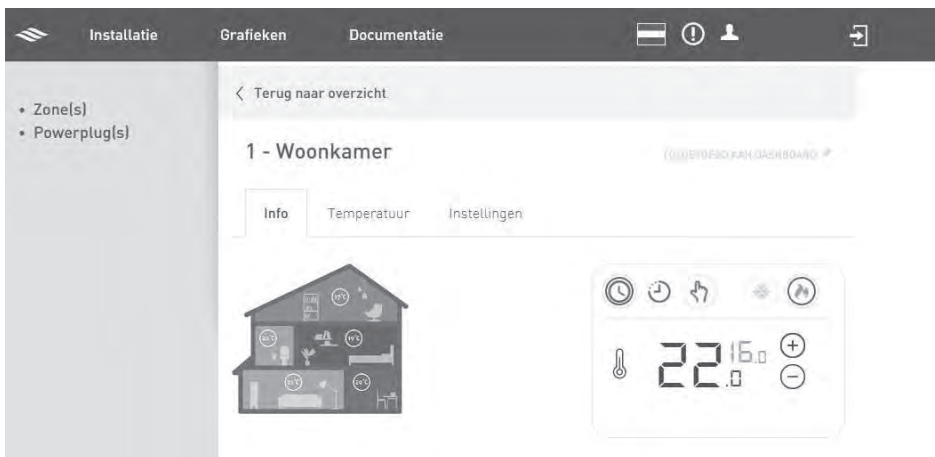 Installatie Grafieken Documentatie
• Zone(s)
• Powerplug(s)
Terug naar overzicht
1 - Woonkamer
Info Temperatuur Instellingen
22.0 16.0